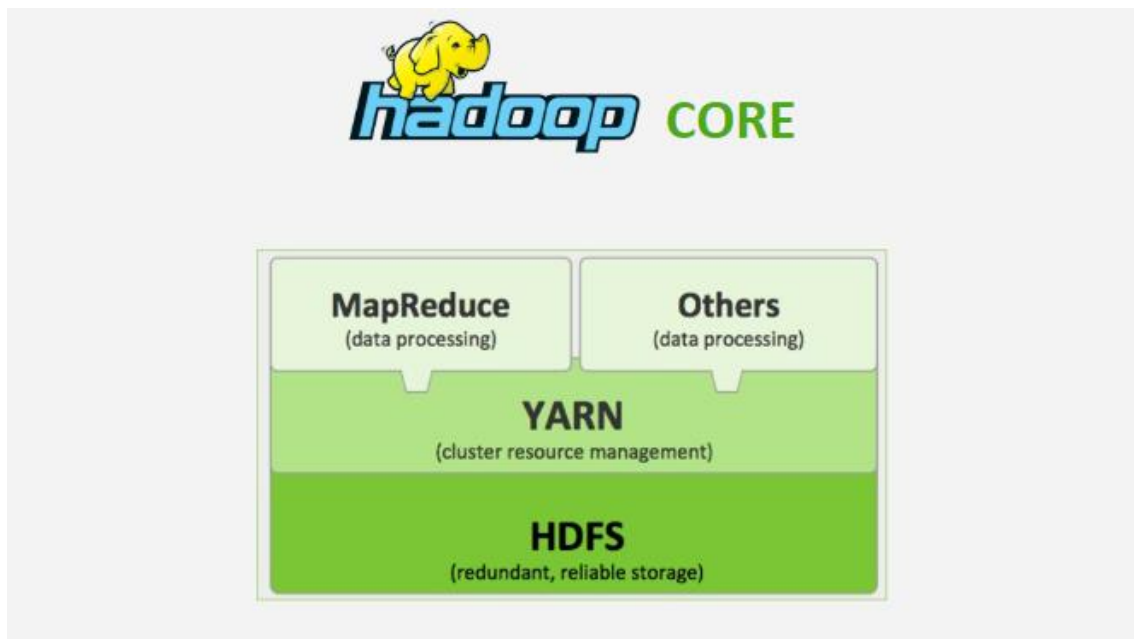 hadoop CORE
MapReduce
(data processing)
Others
(data processing)
YARN
(cluster resource management)
HDFS
(redundant, reliable storage)